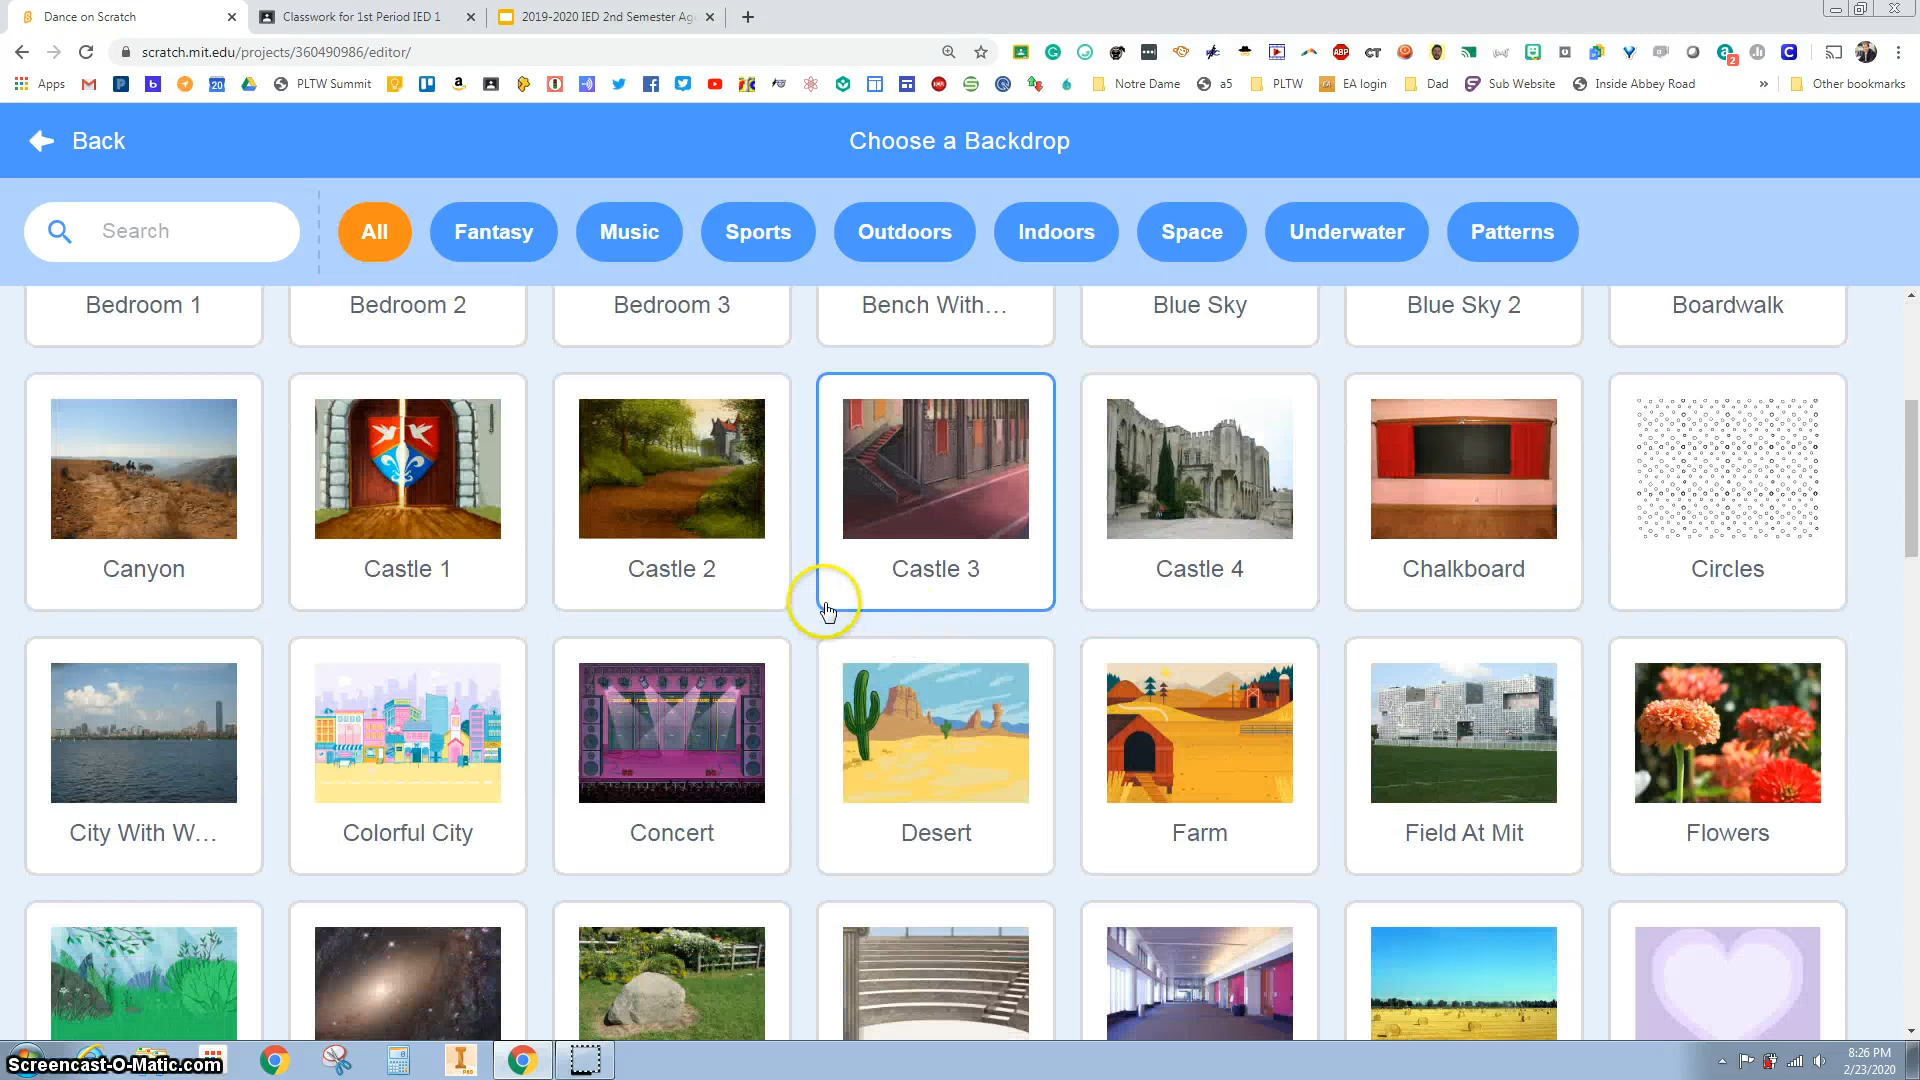 Dance on Scratch
Classwork for 1st Period IED 1
2019-2020 IED 2nd Semester Ag
scratch.mit.edu/projects/360490986/editor/
Apps
20
PLTW Summit
Notre Dame
a5
PLTW
EA login
Dad
Sub Website
Inside Abbey Road
Other bookmarks
Back
Choose a Backdrop
Search
All
Fantasy
Music
Sports
Outdoors
Indoors
Space
Underwater
Patterns
Bedroom 1
Bedroom 2
Bedroom 3
Bench With…
Blue Sky
Blue Sky 2
Boardwalk
Canyon
Castle 1
Castle 2
Castle 3
Castle 4
Chalkboard
Circles
City With W…
Colorful City
Concert
Desert
Farm
Field At Mit
Flowers
Screencast-O-Matic.com
8:26 PM
2/23/2020